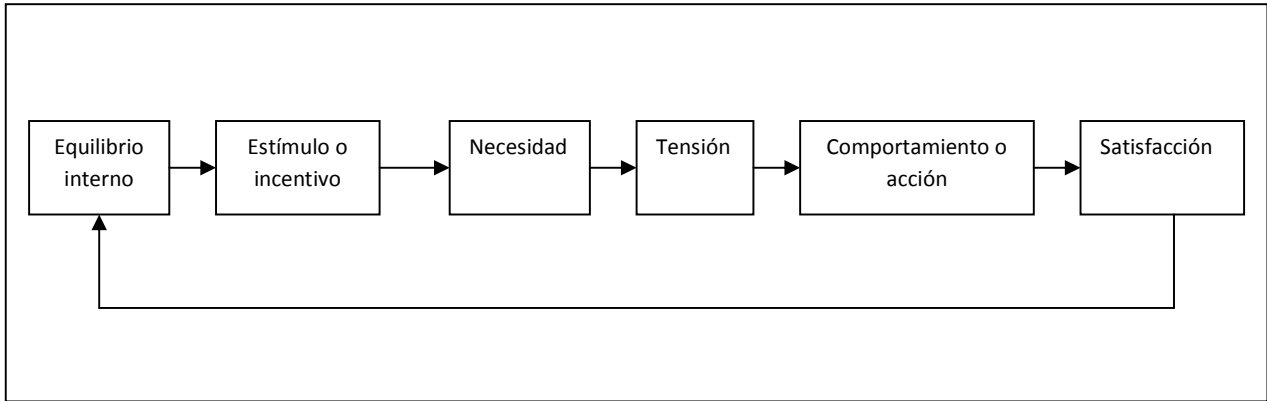 Equilibrio
interno
Estímulo o
incentivo
Necesidad
Tensión
Comportamiento o
acción
Satisfacción